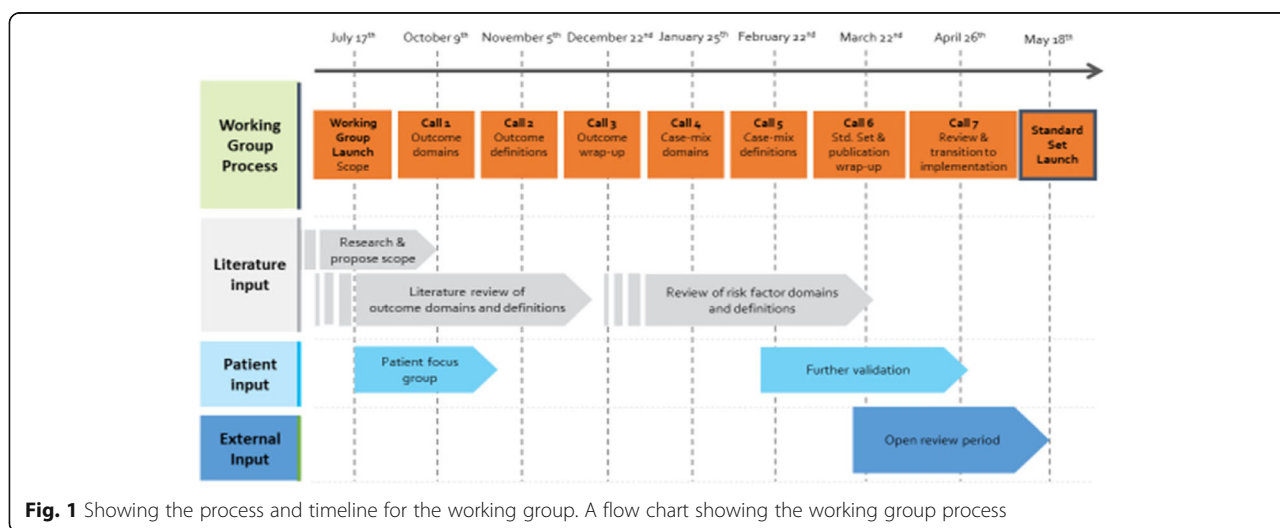 July 17th October 9th November 5th December 22nd January 25th February 22nd March 22nd April 26th May 18th
Working
Group
Process
Working
Group
Launch
Scope
Call 1
Outcome
domains
Call 2
Outcome
definitions
Call 3
Outcome
wrap-up
Call 4
Case-mix
domains
Call 5
Case-mix
definitions
Call 6
Std. Set &
publication
wrap-up
Call 7
Review &
transition to
implementation
Standard
Set
Launch
Literature
input
Research &
propose scope
Literature review of
outcome domains and definitions
Review of risk factor domains
and definitions
Patient
input
Patient focus
group
Further validation
External
Input
Open review period
Fig. 1 Showing the process and timeline for the working group. A flow chart showing the working group process